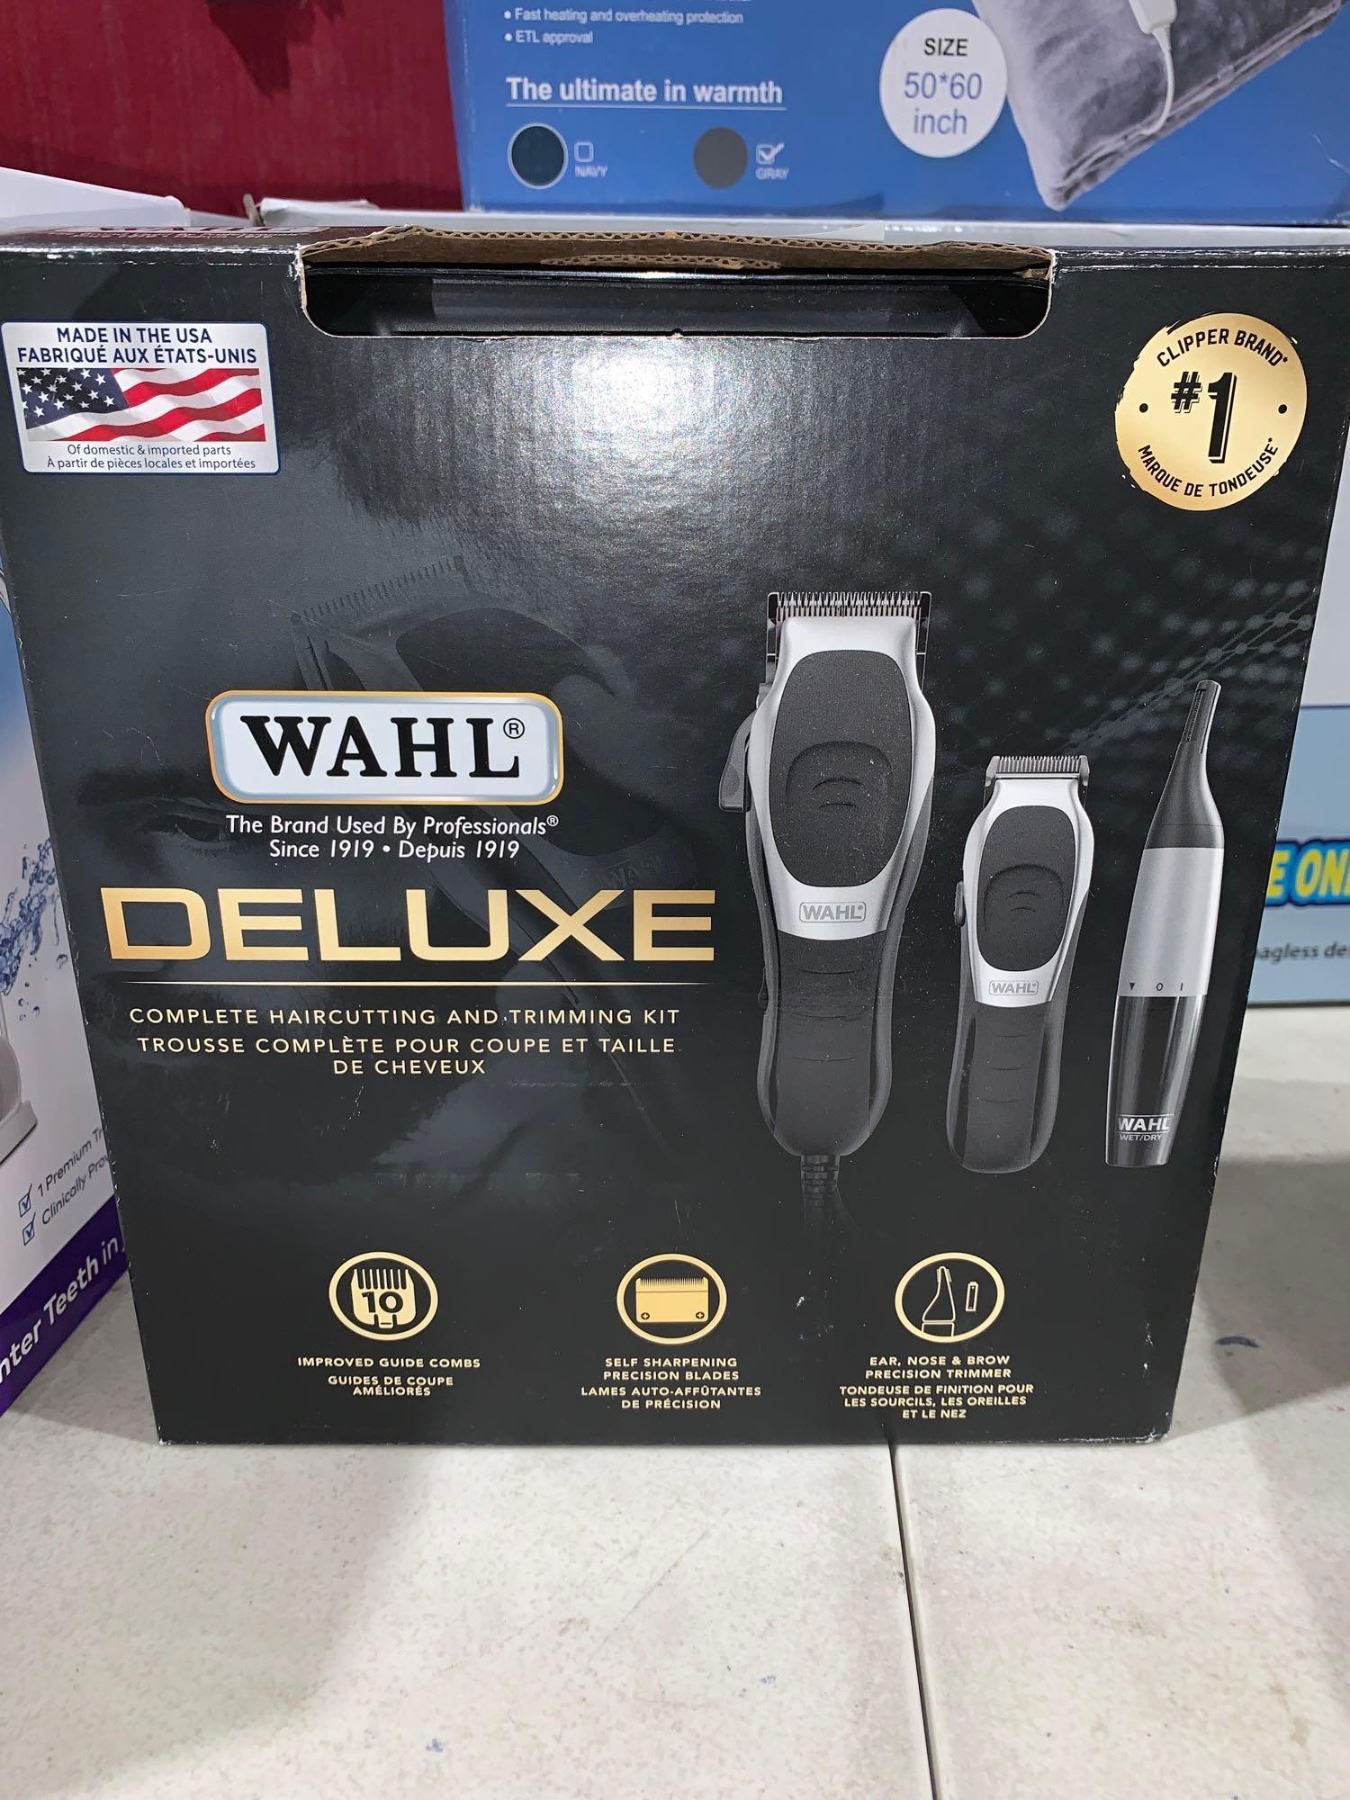 • Fast heating and overheating protection
• ETL approval
The ultimate in warmth
NAVY
GRAY
SIZE
50*60
inch
MADE IN THE USA
FABRIQUÉ AUX ÉTATS-UNIS
Of domestic & imported parts
À partir de pièces locales et importées
CLIPPER BRAND*
#1
MARQUE DE TONDEUSE*
WAHL®
The Brand Used By Professionals®
Since 1919 • Depuis 1919
DELUXE
COMPLETE HAIRCUTTING AND TRIMMING KIT
TROUSSE COMPLÈTE POUR COUPE ET TAILLE
DE CHEVEUX
WAHL
WAHL
O I
WAHL
WET/DRY
10
IMPROVED GUIDE COMBS
GUIDES DE COUPE
AMÉLIORÉS
SELF SHARPENING
PRECISION BLADES
LAMES AUTO-AFFÛTANTES
DE PRÉCISION
EAR, NOSE & BROW
PRECISION TRIMMER
TONDEUSE DE FINITION POUR
LES SOURCILS, LES OREILLES
ET LE NEZ
1 Premium
Clinically
Teeth in